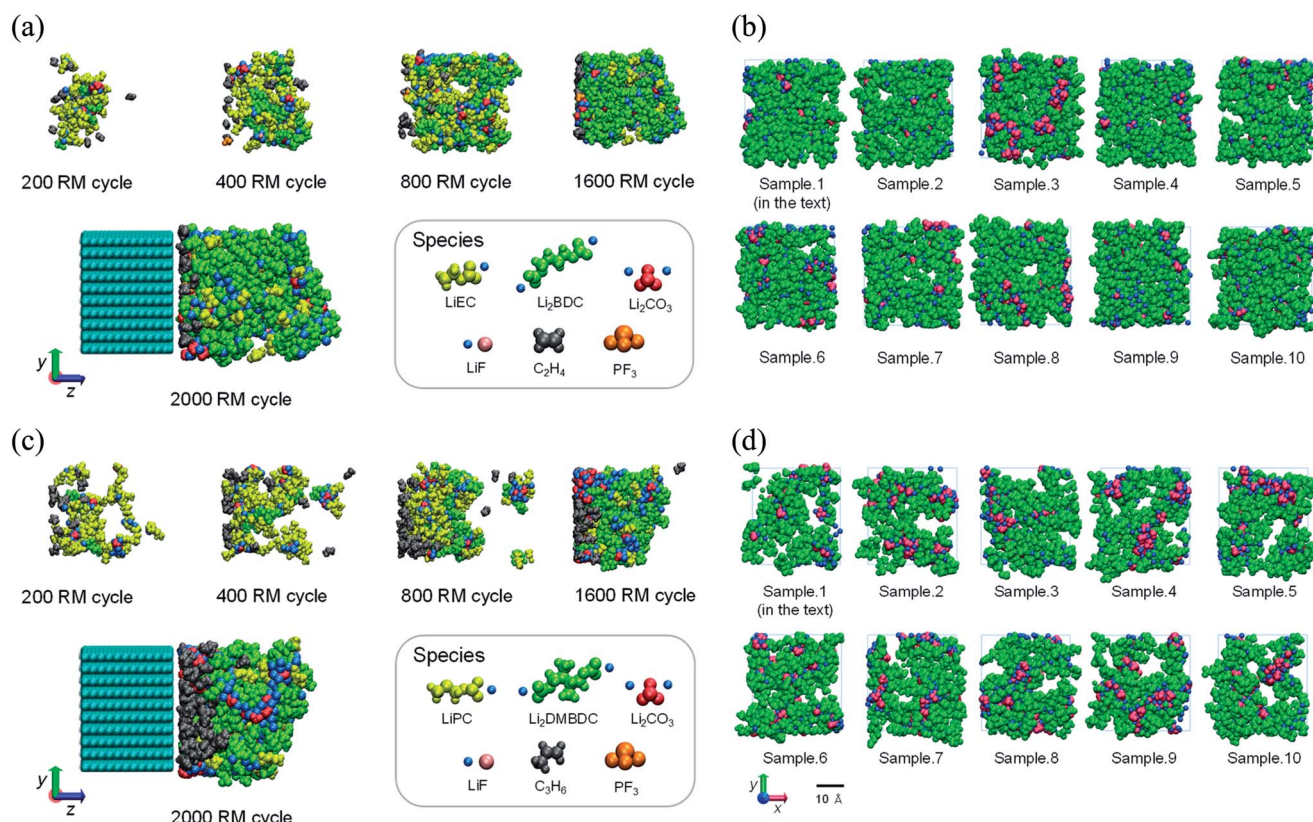 (a)
200 RM cycle
400 RM cycle
800 RM cycle
1600 RM cycle
y
z
2000 RM cycle
Species
LiEC
Li₂BDC
Li₂CO₃
LiF
C₂H₄
PF₃
(b)
Sample.1
(in the text)
Sample.2
Sample.3
Sample.4
Sample.5
Sample.6
Sample.7
Sample.8
Sample.9
Sample.10
(c)
200 RM cycle
400 RM cycle
800 RM cycle
1600 RM cycle
y
z
2000 RM cycle
Species
LiPC
Li₂DMBDC
Li₂CO₃
LiF
C₃H₆
PF₃
(d)
Sample.1
(in the text)
Sample.2
Sample.3
Sample.4
Sample.5
Sample.6
Sample.7
Sample.8
Sample.9
Sample.10
y
x
10 Å